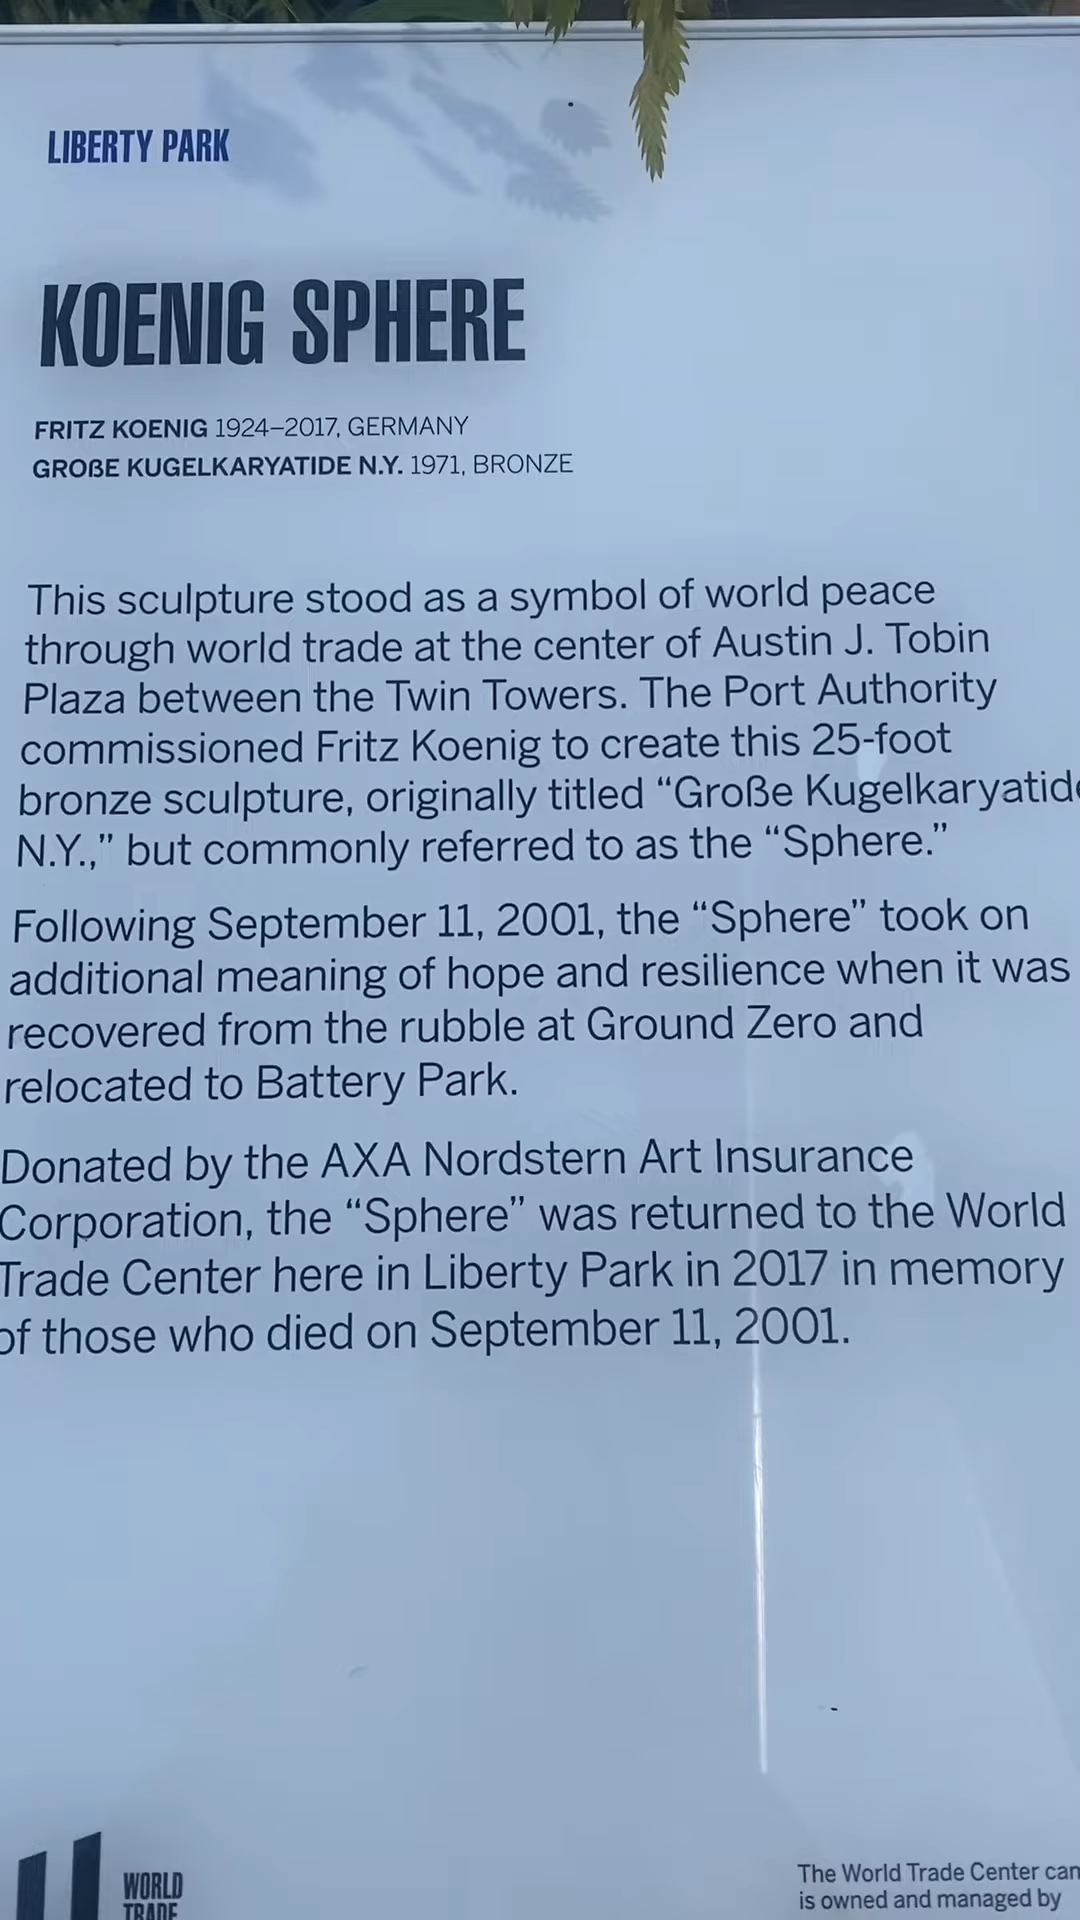 LIBERTY PARK
KOENIG SPHERE
FRITZ KOENIG 1924–2017, GERMANY
GROßE KUGELKARYATIDE N.Y. 1971, BRONZE
This sculpture stood as a symbol of world peace
through world trade at the center of Austin J. Tobin
Plaza between the Twin Towers. The Port Authority
commissioned Fritz Koenig to create this 25-foot
bronze sculpture, originally titled “Große Kugelkaryatide
N.Y.,” but commonly referred to as the “Sphere.”
Following September 11, 2001, the “Sphere” took on
additional meaning of hope and resilience when it was
recovered from the rubble at Ground Zero and
relocated to Battery Park.
Donated by the AXA Nordstern Art Insurance
Corporation, the “Sphere” was returned to the World
Trade Center here in Liberty Park in 2017 in memory
of those who died on September 11, 2001.
WORLD
TRADE
The World Trade Center
is owned and managed by